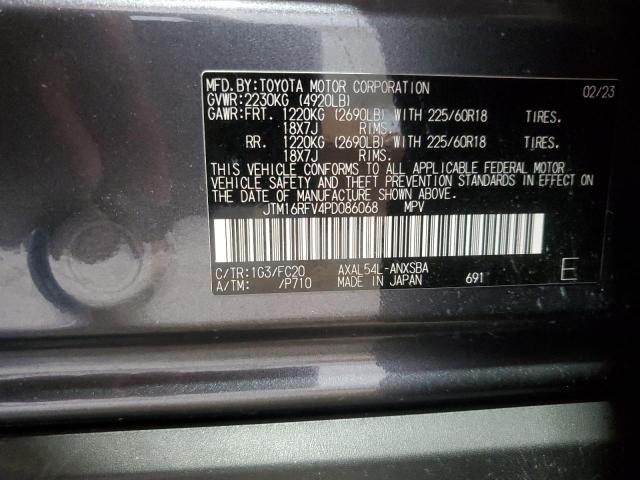 MFD.BY:TOYOTA MOTOR CORPORATION 02/23
GVWR:2230KG (4920LB)
GAWR:FRT. 1220KG (2690LB) WITH 225/60R18 TIRES.
18X7J RIMS.
RR. 1220KG (2690LB) WITH 225/60R18 TIRES.
18X7J RIMS.
THIS VEHICLE CONFORMS TO ALL APPLICABLE FEDERAL MOTOR
VEHICLE SAFETY AND THEFT PREVENTION STANDARDS IN EFFECT ON
THE DATE OF MANUFACTURE SHOWN ABOVE.
JTM16RFV4PD086068 MPV
C/TR:1G3/FC20 AXAL54L-ANXSBA
A/TM: /P710 MADE IN JAPAN 691 E